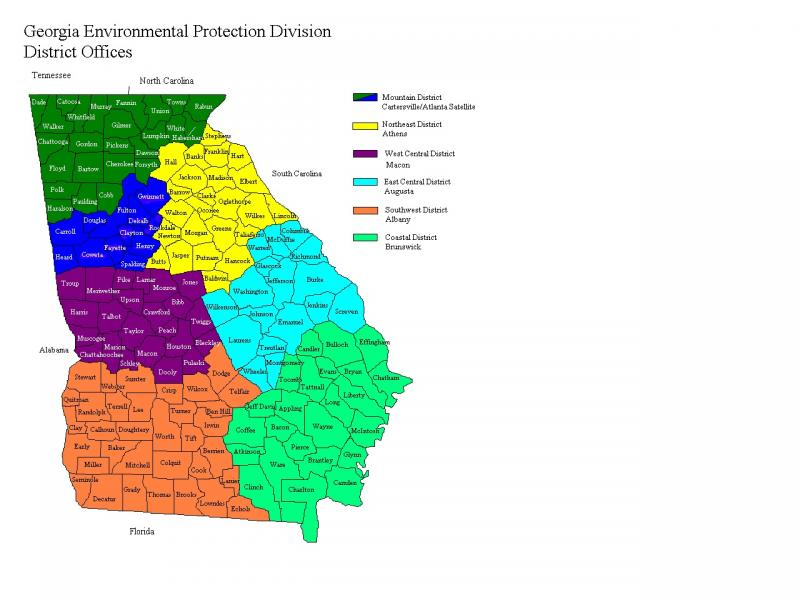 Georgia Environmental Protection Division
District Offices
Tennessee
North Carolina
Mountain District
Cartersville/Atlanta Satellite
Northeast District
Athens
West Central District
Macon
East Central District
Augusta
Southwest District
Albany
Coastal District
Brunswick
South Carolina
Alabama
Florida
Dade
Catoosa
Murray
Fannin
Towns
Union
Rabun
Whitfield
Walker
Gilmer
White
Lumpkin
Habersham
Stephens
Chattooga
Gordon
Pickens
Dawson
Banks
Franklin
Hart
Floyd
Bartow
Cherokee
Forsyth
Hall
Jackson
Madison
Elbert
Polk
Cobb
Gwinnett
Barrow
Clarke
Oglethorpe
Haralson
Paulding
Fulton
Walton
Oconee
Wilkes
Lincoln
Douglas
Dekalb
Rockdale
Newton
Morgan
Greene
Taliaferro
Columbia
McDuffie
Carroll
Clayton
Henry
Warren
Richmond
Heard
Coweta
Fayette
Spalding
Butts
Jasper
Putnam
Hancock
Glascock
Troup
Meriwether
Pike
Lamar
Monroe
Jones
Baldwin
Washington
Jefferson
Burke
Upson
Bibb
Wilkinson
Johnson
Jenkins
Screven
Harris
Talbot
Crawford
Twiggs
Emanuel
Taylor
Peach
Laurens
Muscogee
Marion
Macon
Houston
Bleckley
Treutlen
Candler
Bulloch
Effingham
Chattahoochee
Schley
Dooly
Pulaski
Montgomery
Wheeler
Dodge
Toombs
Evans
Bryan
Chatham
Stewart
Webster
Sumter
Crisp
Wilcox
Telfair
Tattnall
Liberty
Long
Quitman
Randolph
Terrell
Lee
Turner
Ben Hill
Jeff Davis
Appling
Clay
Calhoun
Doughtery
Worth
Tift
Irwin
Coffee
Bacon
Wayne
McIntosh
Early
Baker
Berrien
Atkinson
Pierce
Glynn
Miller
Mitchell
Colquit
Cook
Ware
Brantley
Seminole
Decatur
Grady
Thomas
Brooks
Lanier
Lowndes
Echols
Clinch
Charlton
Camden